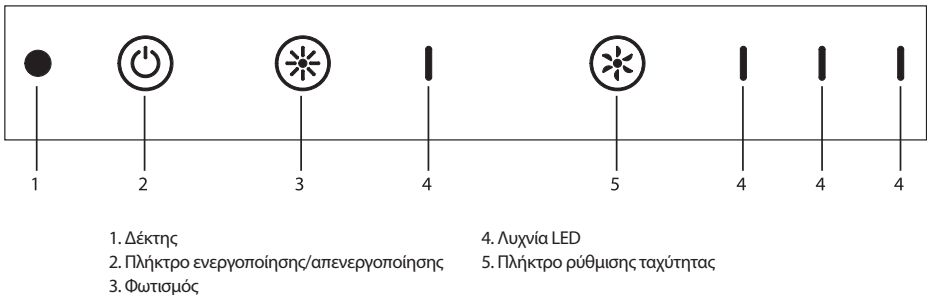 1 2 3 4 5 4 4 4
1. Δέκτης
2. Πλήκτρο ενεργοποίησης/απενεργοποίησης
3. Φωτισμός
4. Λυχνία LED
5. Πλήκτρο ρύθμισης ταχύτητας